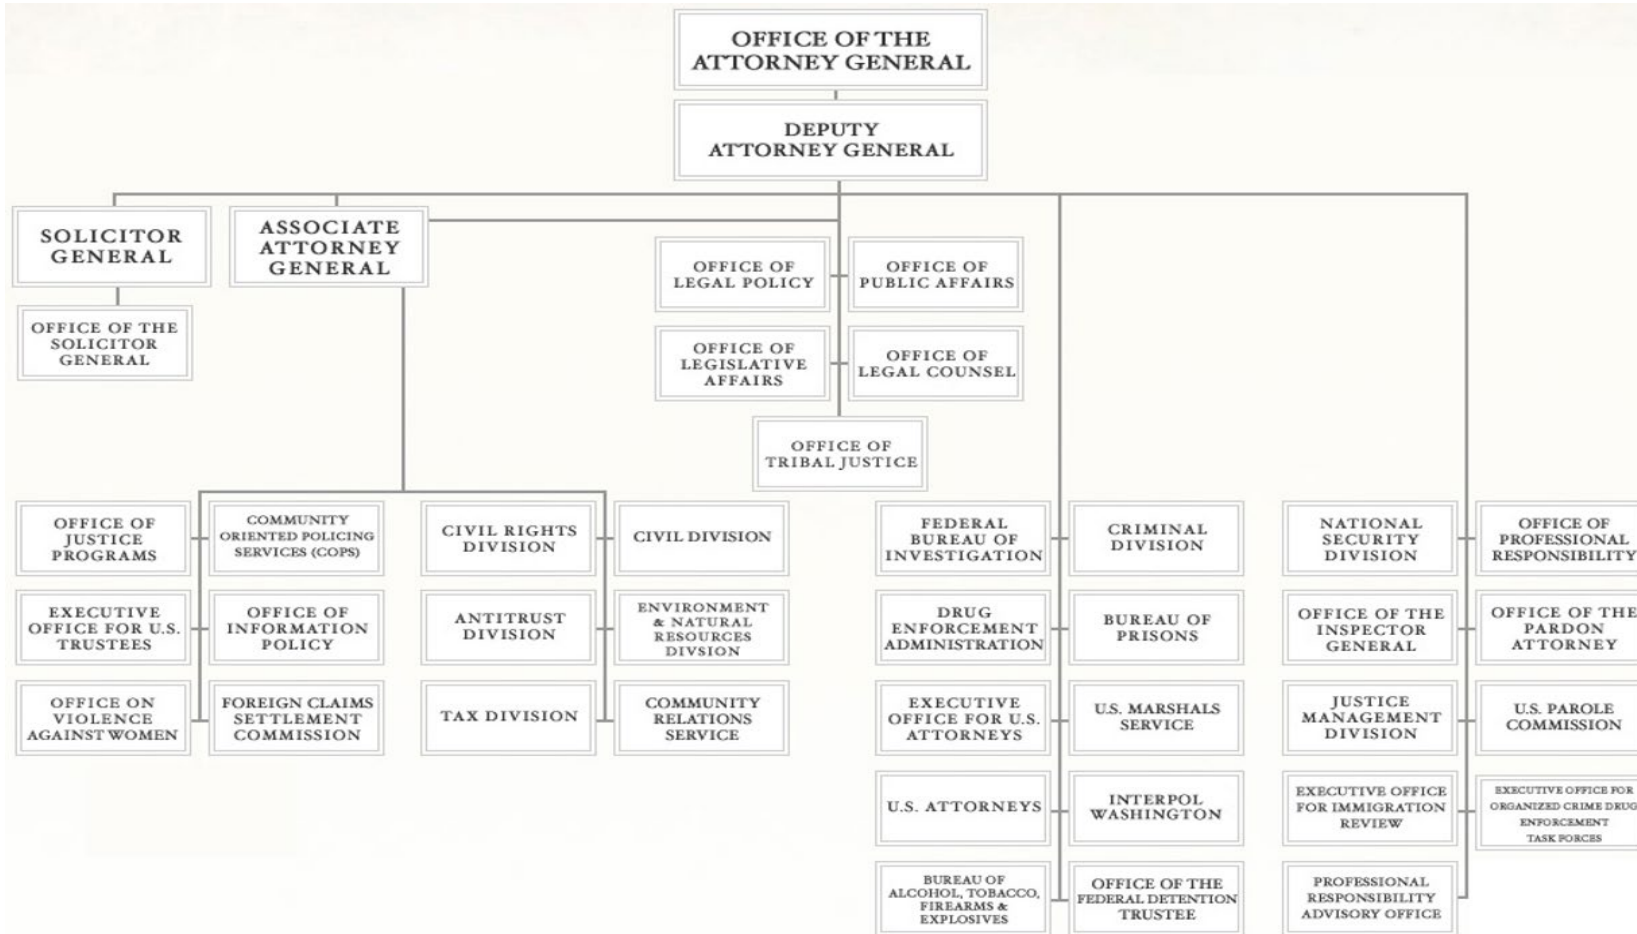 OFFICE OF THE
ATTORNEY GENERAL
DEPUTY
ATTORNEY GENERAL
SOLICITOR
GENERAL
ASSOCIATE
ATTORNEY
GENERAL
OFFICE OF THE
SOLICITOR
GENERAL
OFFICE OF
LEGAL POLICY
OFFICE OF
PUBLIC AFFAIRS
OFFICE OF
LEGISLATIVE
AFFAIRS
OFFICE OF
LEGAL COUNSEL
OFFICE OF
TRIBAL JUSTICE
OFFICE OF
JUSTICE
PROGRAMS
COMMUNITY
ORIENTED POLICING
SERVICES (COPS)
EXECUTIVE
OFFICE FOR U.S.
TRUSTEES
OFFICE OF
INFORMATION
POLICY
OFFICE ON
VIOLENCE
AGAINST WOMEN
FOREIGN CLAIMS
SETTLEMENT
COMMISSION
CIVIL RIGHTS
DIVISION
CIVIL DIVISION
ANTITRUST
DIVISION
ENVIRONMENT
& NATURAL
RESOURCES
DIVSION
TAX DIVISION
COMMUNITY
RELATIONS
SERVICE
FEDERAL
BUREAU OF
INVESTIGATION
CRIMINAL
DIVISION
DRUG
ENFORCEMENT
ADMINISTRATION
BUREAU OF
PRISONS
EXECUTIVE
OFFICE FOR U.S.
ATTORNEYS
U.S. MARSHALS
SERVICE
U.S. ATTORNEYS
INTERPOL
WASHINGTON
BUREAU OF
ALCOHOL, TOBACCO,
FIREARMS &
EXPLOSIVES
OFFICE OF THE
FEDERAL DETENTION
TRUSTEE
NATIONAL
SECURITY
DIVISION
OFFICE OF
PROFESSIONAL
RESPONSIBILITY
OFFICE OF THE
INSPECTOR
GENERAL
OFFICE OF THE
PARDON
ATTORNEY
JUSTICE
MANAGEMENT
DIVISION
U.S. PAROLE
COMMISSION
EXECUTIVE OFFICE
FOR IMMIGRATION
REVIEW
EXECUTIVE OFFICE FOR
ORGANIZED CRIME DRUG
ENFORCEMENT
TASK FORCES
PROFESSIONAL
RESPONSIBILITY
ADVISORY OFFICE